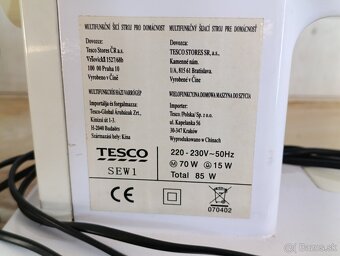 MULTIFUNKČNÍ ŠICÍ STROJ PRO DOMÁCNOST
Dovozce:
Tesco Stores ČR a.s.
Vršovická 1527/68b
100 00 Praha 10
Vyrobeno v Číně
MULTIFUNKČNÝ ŠIJACÍ STROJ PRE DOMÁCNOSŤ
Dovozca:
TESCO STORES SR, a.s.
Kamenné nám.
1/A, 815 61 Bratislava.
Vyrobené v Číne
MULTIFUNKCIÓS HÁZI VARRÓGÉP
Importálja és forgalmazza:
Tesco-Global Áruházak Zrt.
Kinizsi út 1-3.
H-2040 Budaörs
Származási hely: Kína
WIELOFUNKCYJNA DOMOWA MASZYNA DO SZYCIA
Importer:
Tesco/Polska/Sp. z o.o.
ul. Kapelanka 56
30-347 Kraków
Wyprodukowano w Chinach
TESCO
SEW1
220 - 230V~50Hz
M 70 W 15 W
Total 85 W
CE
070402
bazos.sk